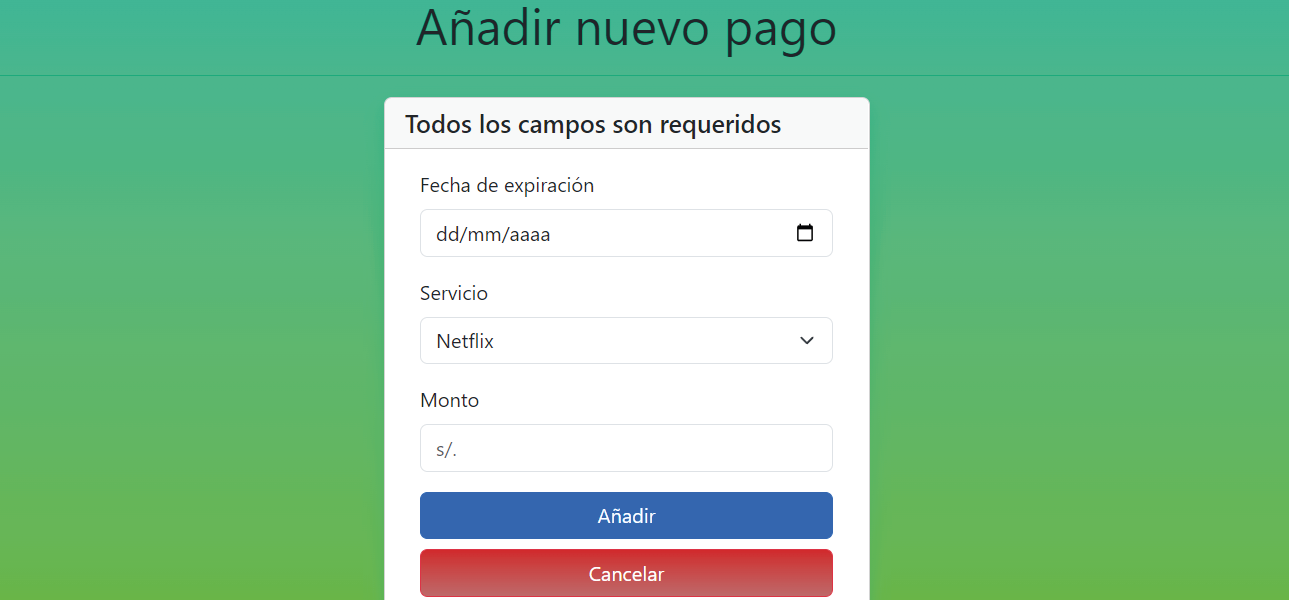 Añadir nuevo pago
Todos los campos son requeridos
Fecha de expiración
dd/mm/aaaa
Servicio
Netflix
Monto
s/.
Añadir
Cancelar